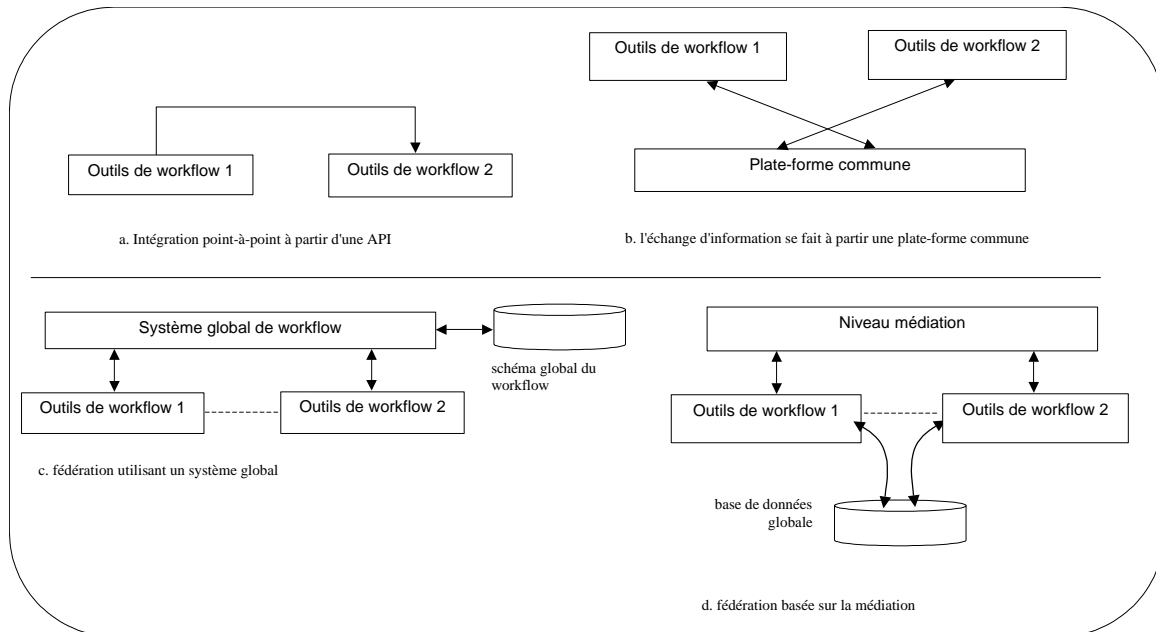 Outils de workflow 1
Outils de workflow 2
a. Intégration point-à-point à partir d'une API
Outils de workflow 1
Outils de workflow 2
Plate-forme commune
b. l'échange d'information se fait à partir une plate-forme commune
Système global de workflow
schéma global du
workflow
Outils de workflow 1
Outils de workflow 2
c. fédération utilisant un système global
Niveau médiation
Outils de workflow 1
Outils de workflow 2
base de données
globale
d. fédération basée sur la médiation